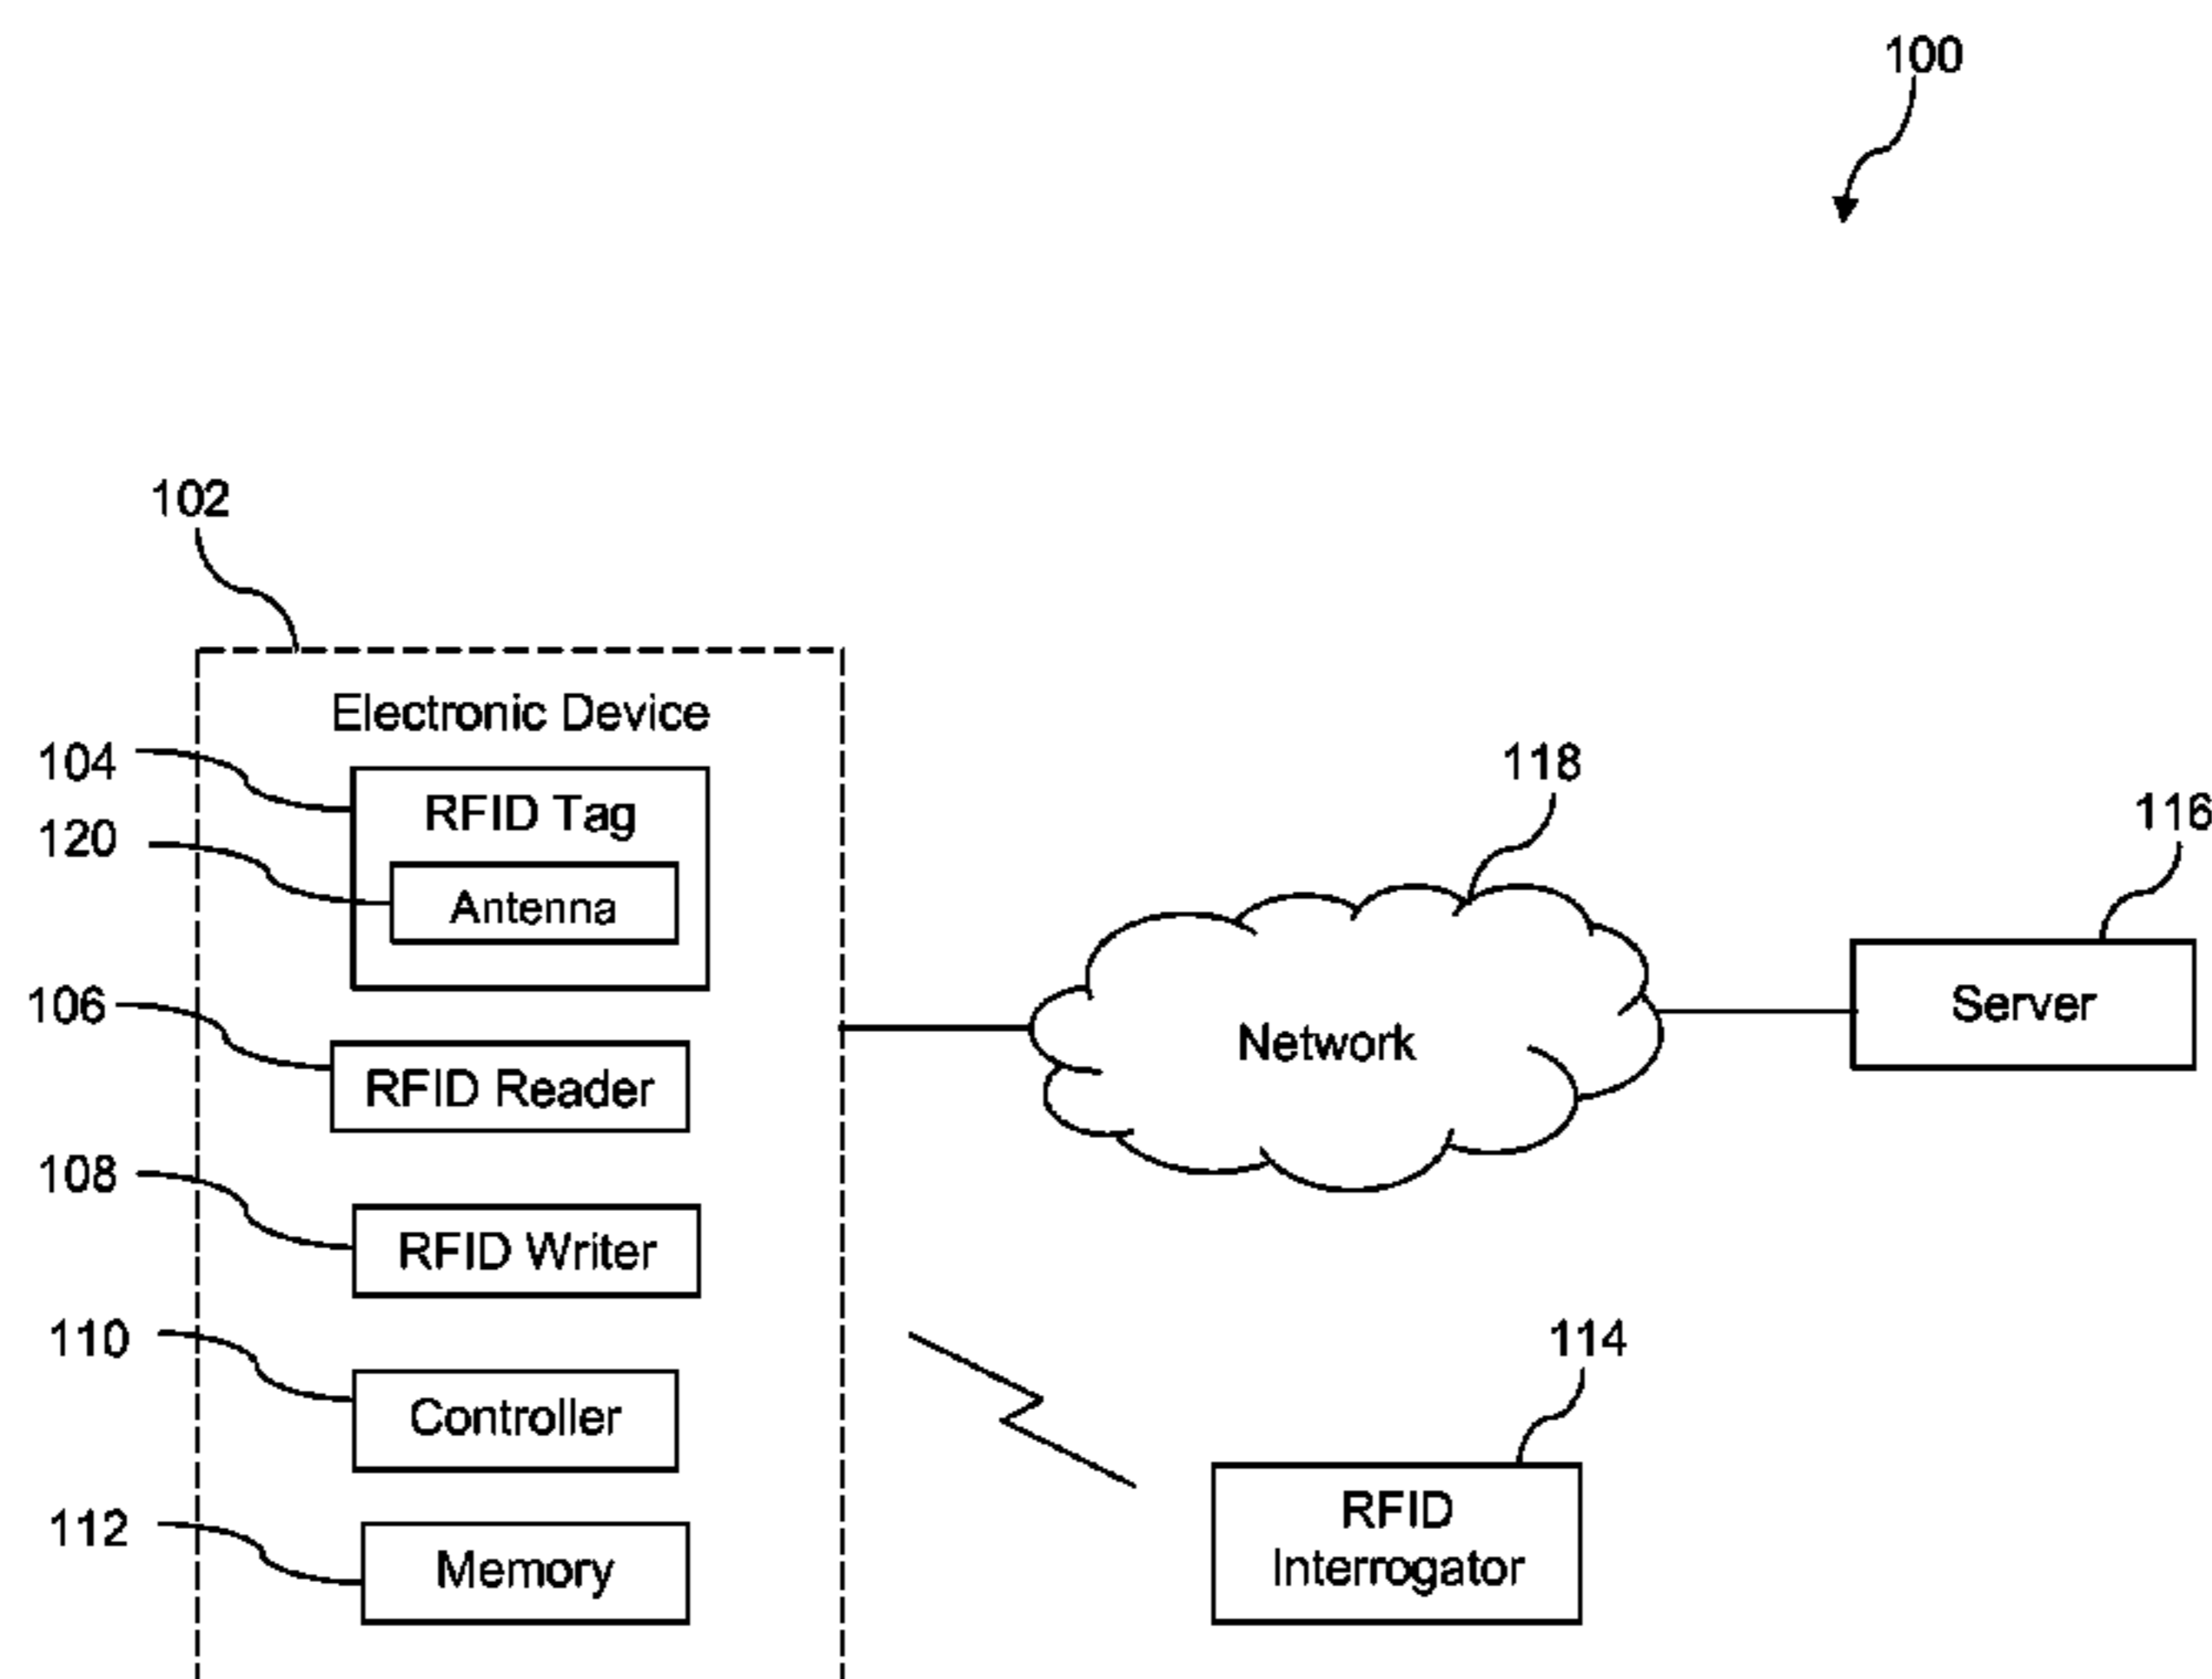 100
102
Electronic Device
104
RFID Tag
120
Antenna
106
RFID Reader
108
RFID Writer
110
Controller
112
Memory
118
Network
116
Server
114
RFID
Interrogator